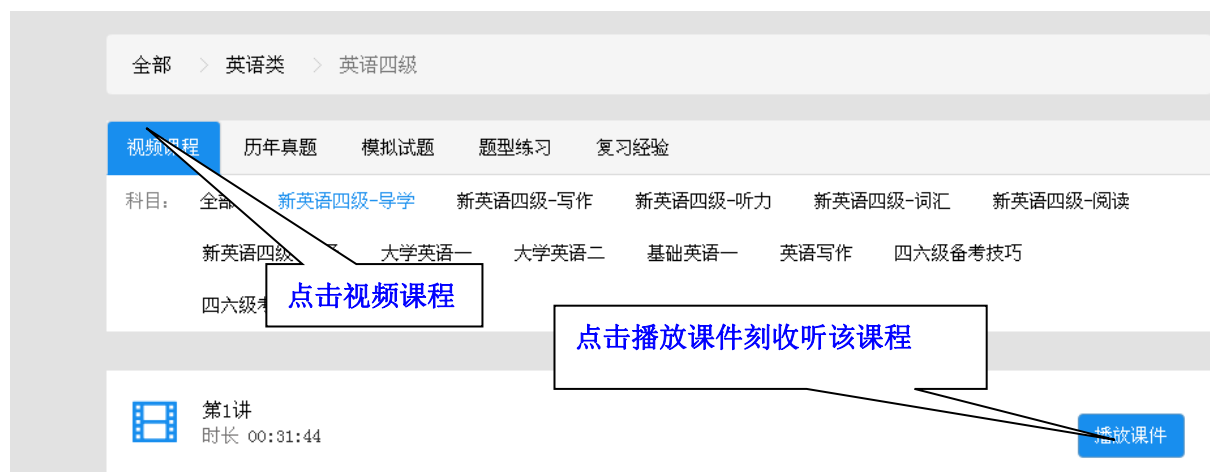 全部 > 英语类 > 英语四级
视频课程 历年真题 模拟试题 题型练习 复习经验
科目: 全部 新英语四级-导学 新英语四级-写作 新英语四级-听力 新英语四级-词汇 新英语四级-阅读
新英语四级 大学英语一 大学英语二 基础英语一 英语写作 四六级备考技巧
点击视频课程
四六级考
点击播放课件刻收听该课程
第1讲
时长 00:31:44
播放课件